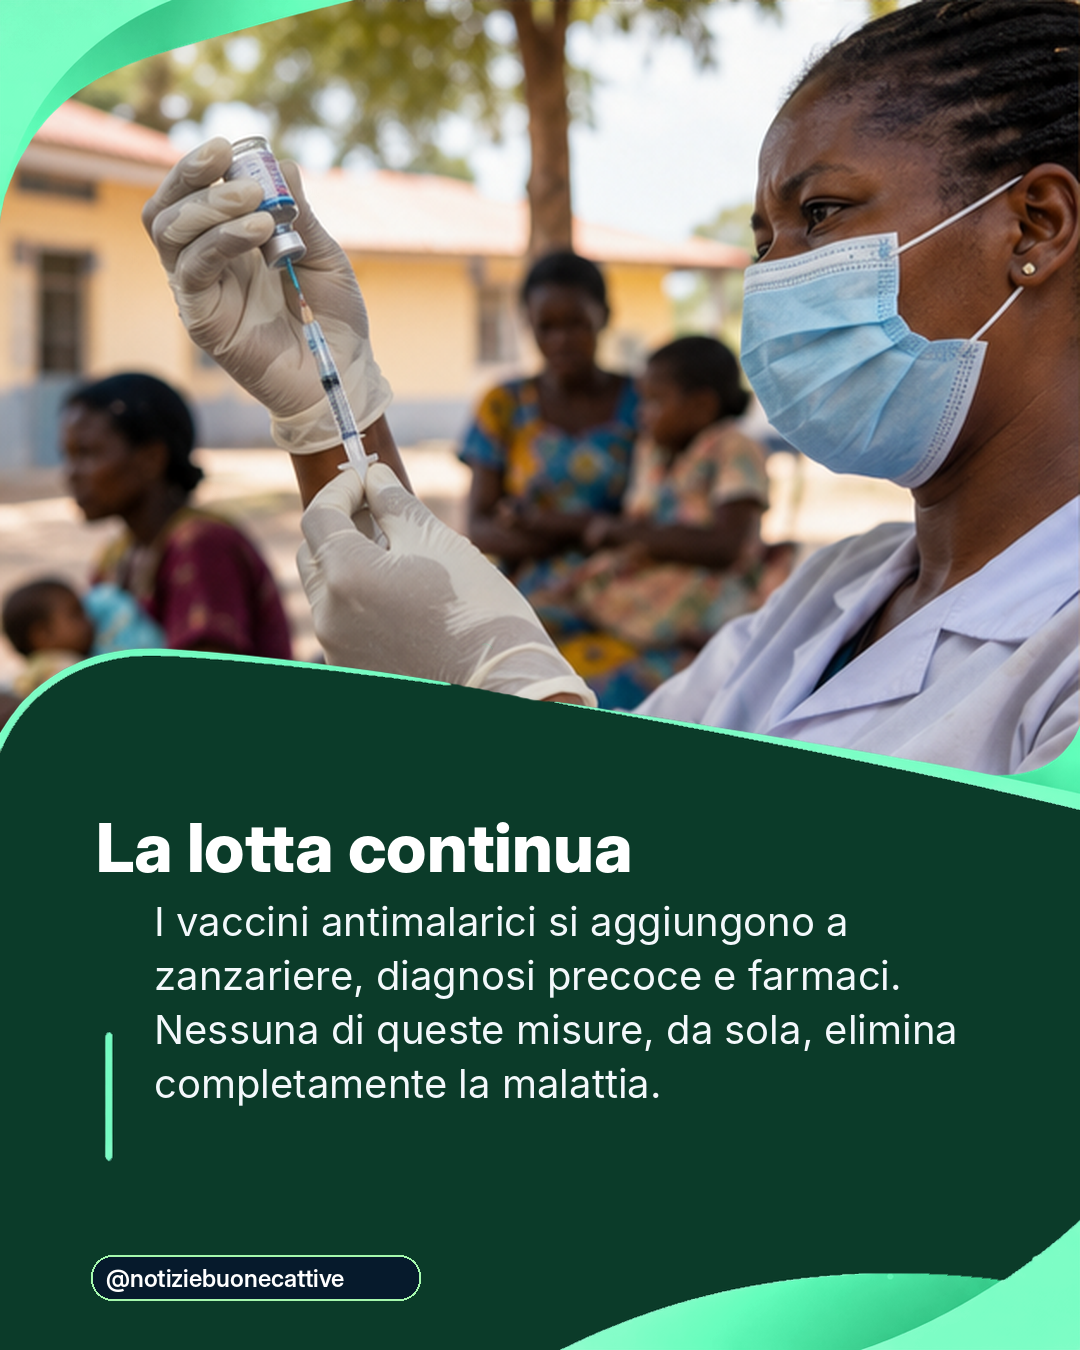 La lotta continua
I vaccini antimalarici si aggiungono a
zanzariere, diagnosi precoce e farmaci.
Nessuna di queste misure, da sola, elimina
completamente la malattia.
@notiziebuonecattive